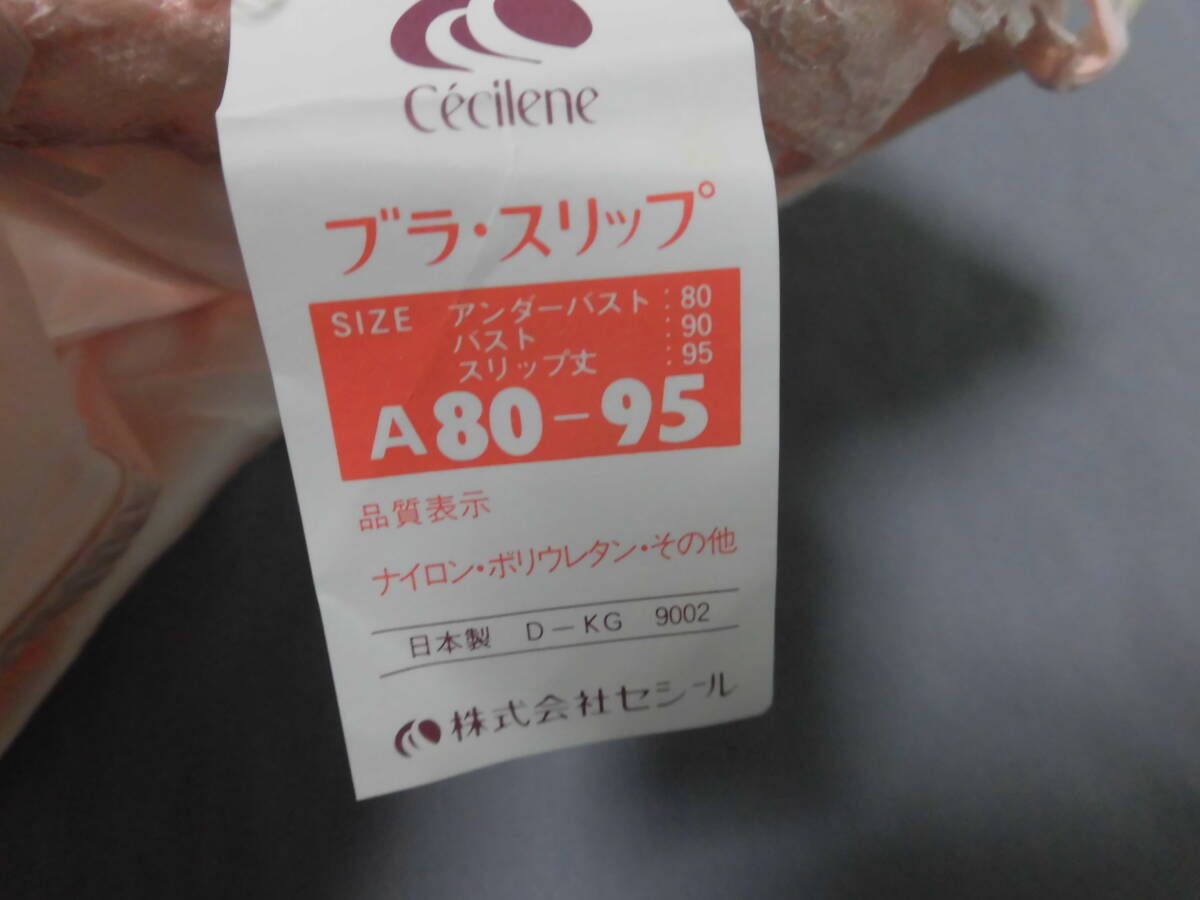 Cécilene
ブラ・スリップ
SIZE アンダーバスト : 80
バスト : 90
スリップ丈 : 95
A80-95
品質表示
ナイロン・ポリウレタン・その他
日本製 D-KG 9002
株式会社セシール